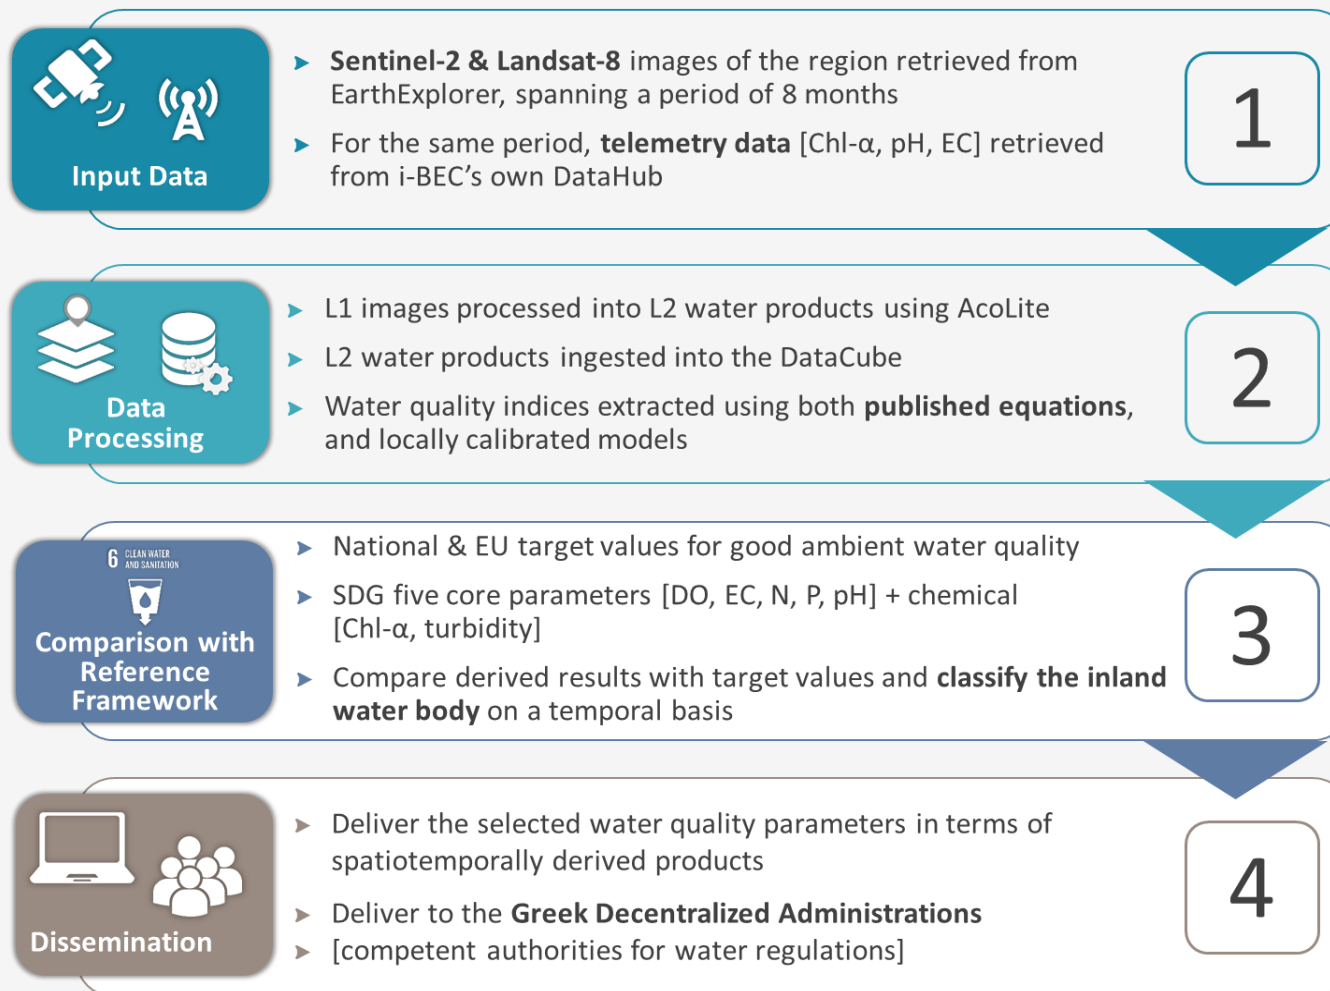 ➤ Sentinel-2 & Landsat-8 images of the region retrieved from
EarthExplorer, spanning a period of 8 months
➤ For the same period, telemetry data [Chl-α, pH, EC] retrieved
from i-BEC’s own DataHub
Input Data
1
➤ L1 images processed into L2 water products using AcoLite
➤ L2 water products ingested into the DataCube
➤ Water quality indices extracted using both published equations,
and locally calibrated models
Data
Processing
2
6 CLEAN WATER
AND SANITATION
Comparison with
Reference
Framework
➤ National & EU target values for good ambient water quality
➤ SDG five core parameters [DO, EC, N, P, pH] + chemical
[Chl-α, turbidity]
➤ Compare derived results with target values and classify the inland
water body on a temporal basis
3
➤ Deliver the selected water quality parameters in terms of
spatiotemporally derived products
➤ Deliver to the Greek Decentralized Administrations
➤ [competent authorities for water regulations]
Dissemination
4